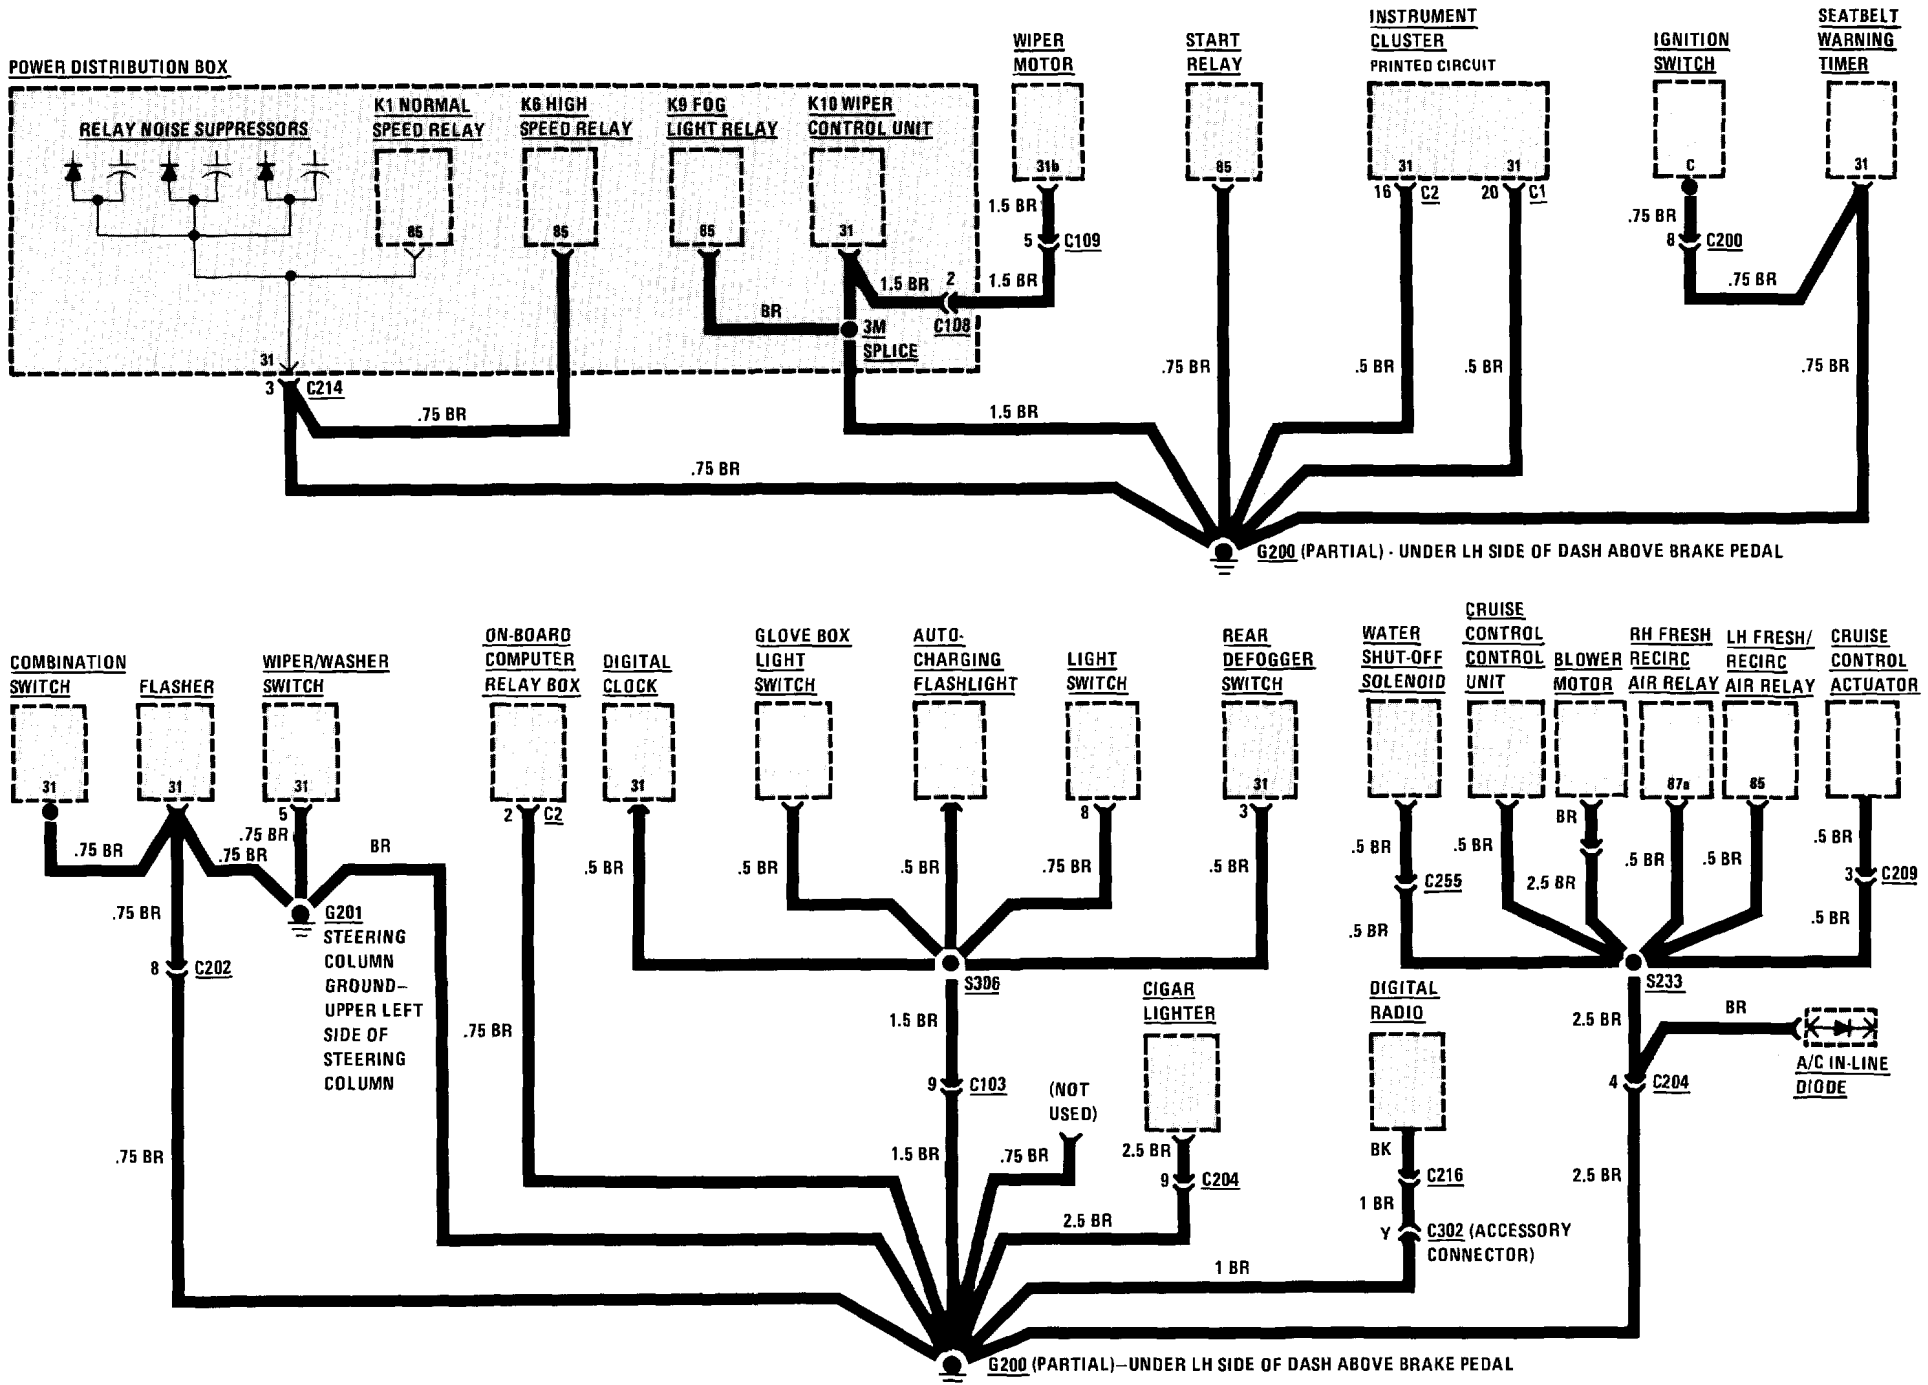 POWER DISTRIBUTION BOX
RELAY NOISE SUPPRESSORS
K1 NORMAL
SPEED RELAY
85
K6 HIGH
SPEED RELAY
85
K9 FOG
LIGHT RELAY
85
K10 WIPER
CONTROL UNIT
31
WIPER
MOTOR
31b
1.5 BR
5 C109
1.5 BR
1.5 BR
2
C108
BR
3M
SPLICE
31
3 C214
.75 BR
1.5 BR
.75 BR
START
RELAY
85
.75 BR
INSTRUMENT
CLUSTER
PRINTED CIRCUIT
31
31
16 C2
20 C1
.5 BR
.5 BR
IGNITION
SWITCH
C
.75 BR
8 C200
.75 BR
SEATBELT
WARNING
TIMER
31
.75 BR
G200 (PARTIAL) - UNDER LH SIDE OF DASH ABOVE BRAKE PEDAL
COMBINATION
SWITCH
31
.75 BR
FLASHER
31
.75 BR
.75 BR
8 C202
.75 BR
WIPER/WASHER
SWITCH
31
5
.75 BR
BR
G201
STEERING
COLUMN
GROUND–
UPPER LEFT
SIDE OF
STEERING
COLUMN
ON-BOARD
COMPUTER
RELAY BOX
2 C2
.75 BR
DIGITAL
CLOCK
31
.5 BR
GLOVE BOX
LIGHT
SWITCH
.5 BR
AUTO-
CHARGING
FLASHLIGHT
.5 BR
LIGHT
SWITCH
8
.75 BR
REAR
DEFOGGER
SWITCH
31
3
.5 BR
S306
1.5 BR
9 C103
1.5 BR
(NOT
USED)
.75 BR
CIGAR
LIGHTER
2.5 BR
9 C204
2.5 BR
DIGITAL
RADIO
BK
C216
1 BR
Y C302 (ACCESSORY
CONNECTOR)
1 BR
WATER
SHUT-OFF
SOLENOID
.5 BR
C255
.5 BR
CRUISE
CONTROL
CONTROL
UNIT
.5 BR
BLOWER
MOTOR
BR
2.5 BR
RH FRESH
RECIRC
AIR RELAY
87a
.5 BR
LH FRESH/
RECIRC
AIR RELAY
85
.5 BR
CRUISE
CONTROL
ACTUATOR
.5 BR
3 C209
.5 BR
S233
2.5 BR
BR
A/C IN-LINE
DIODE
4 C204
2.5 BR
G200 (PARTIAL)–UNDER LH SIDE OF DASH ABOVE BRAKE PEDAL